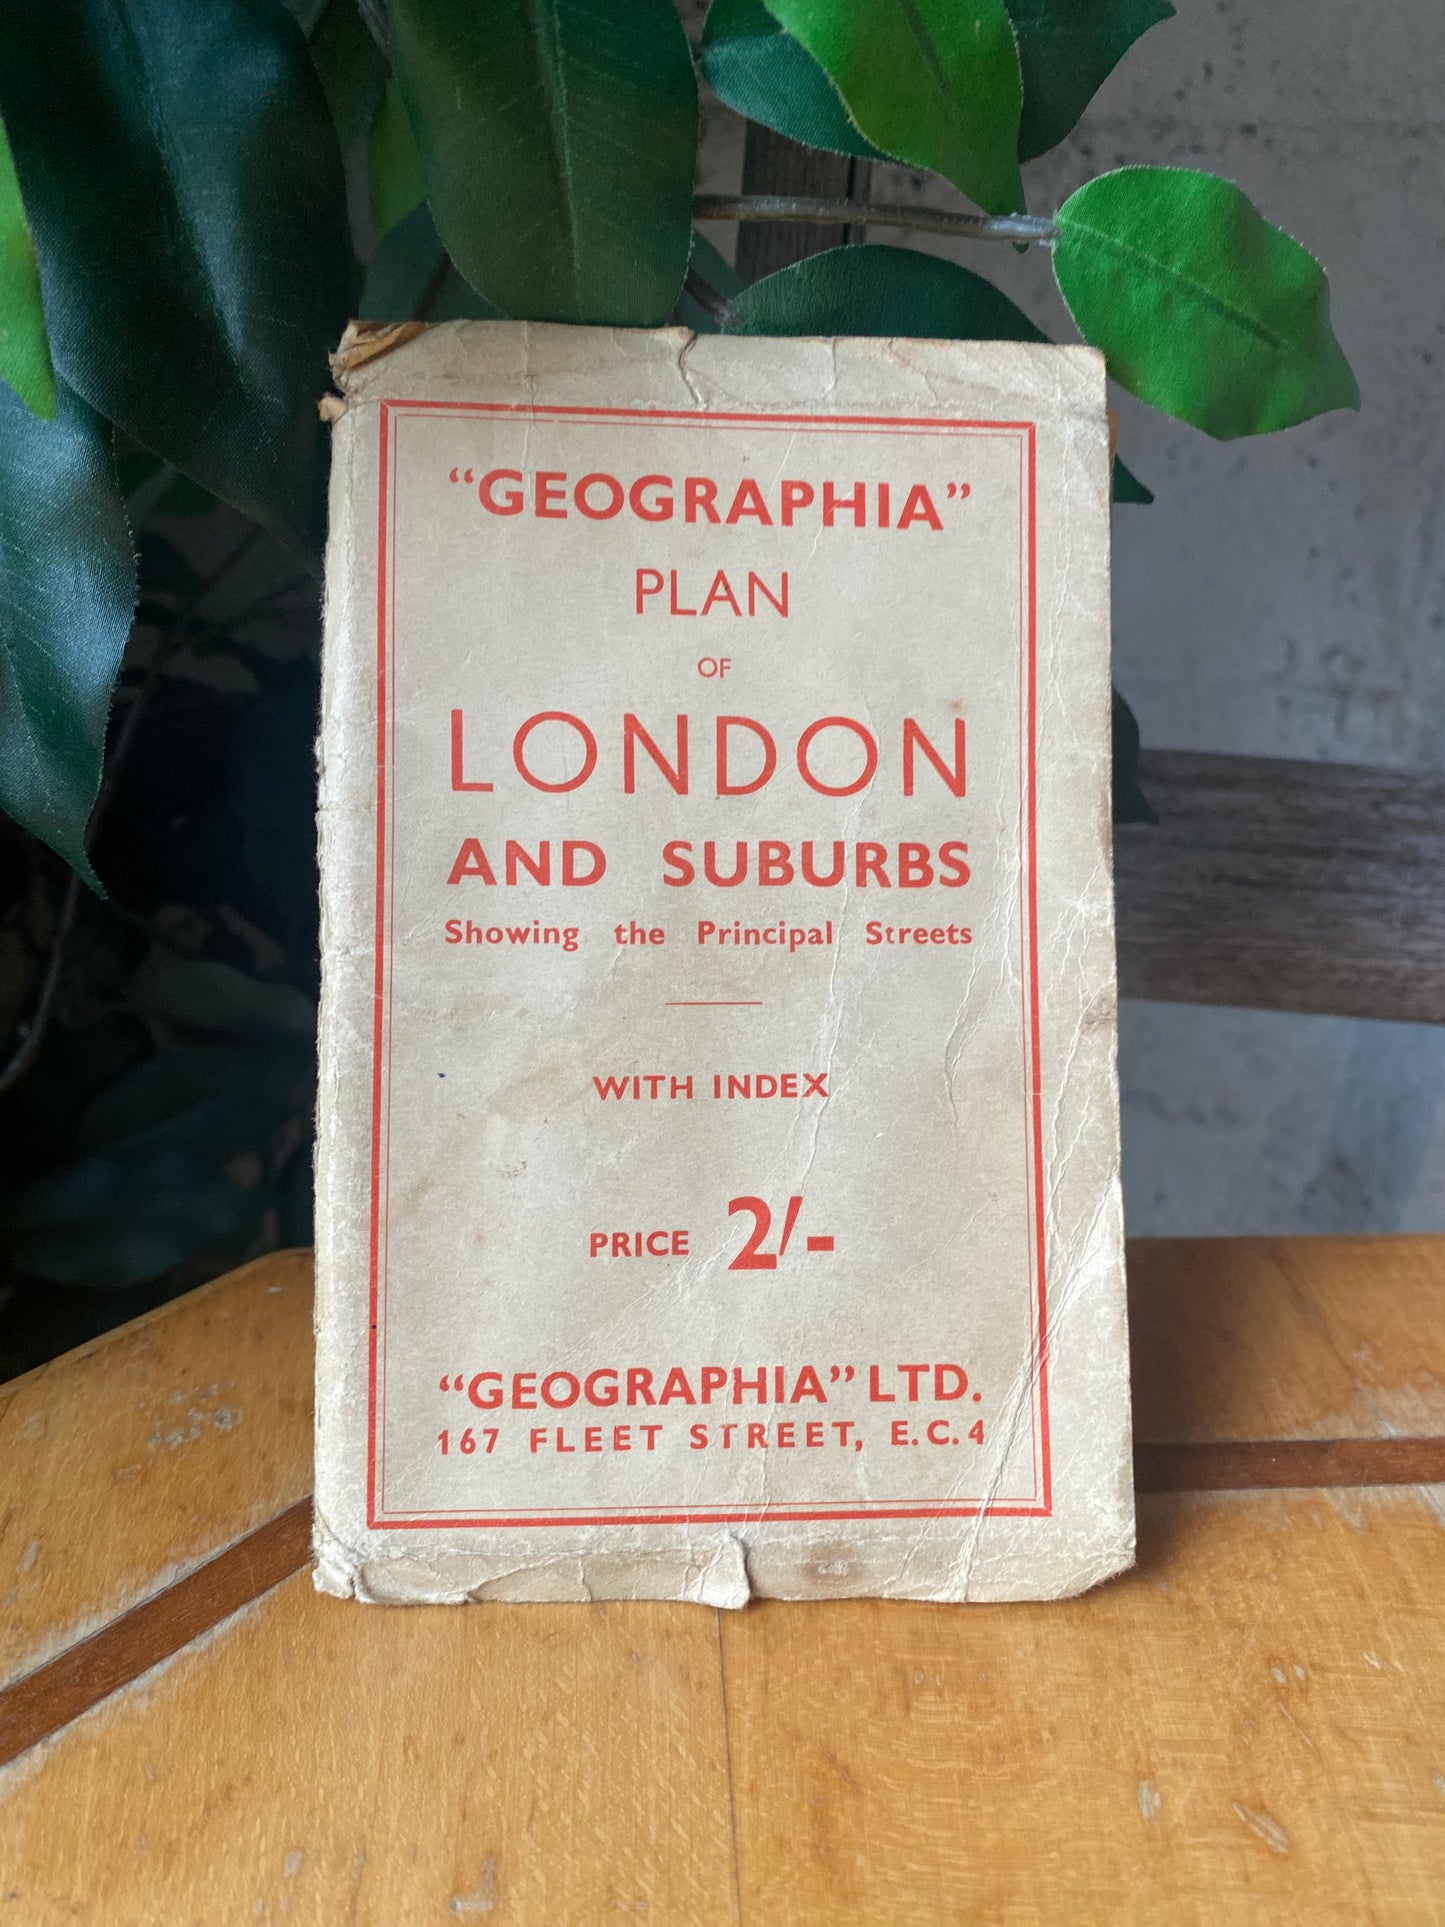 “GEOGRAPHIA”
PLAN
OF
LONDON
AND SUBURBS
Showing the Principal Streets
WITH INDEX
PRICE 2/-
“GEOGRAPHIA” LTD.
167 FLEET STREET, E.C.4